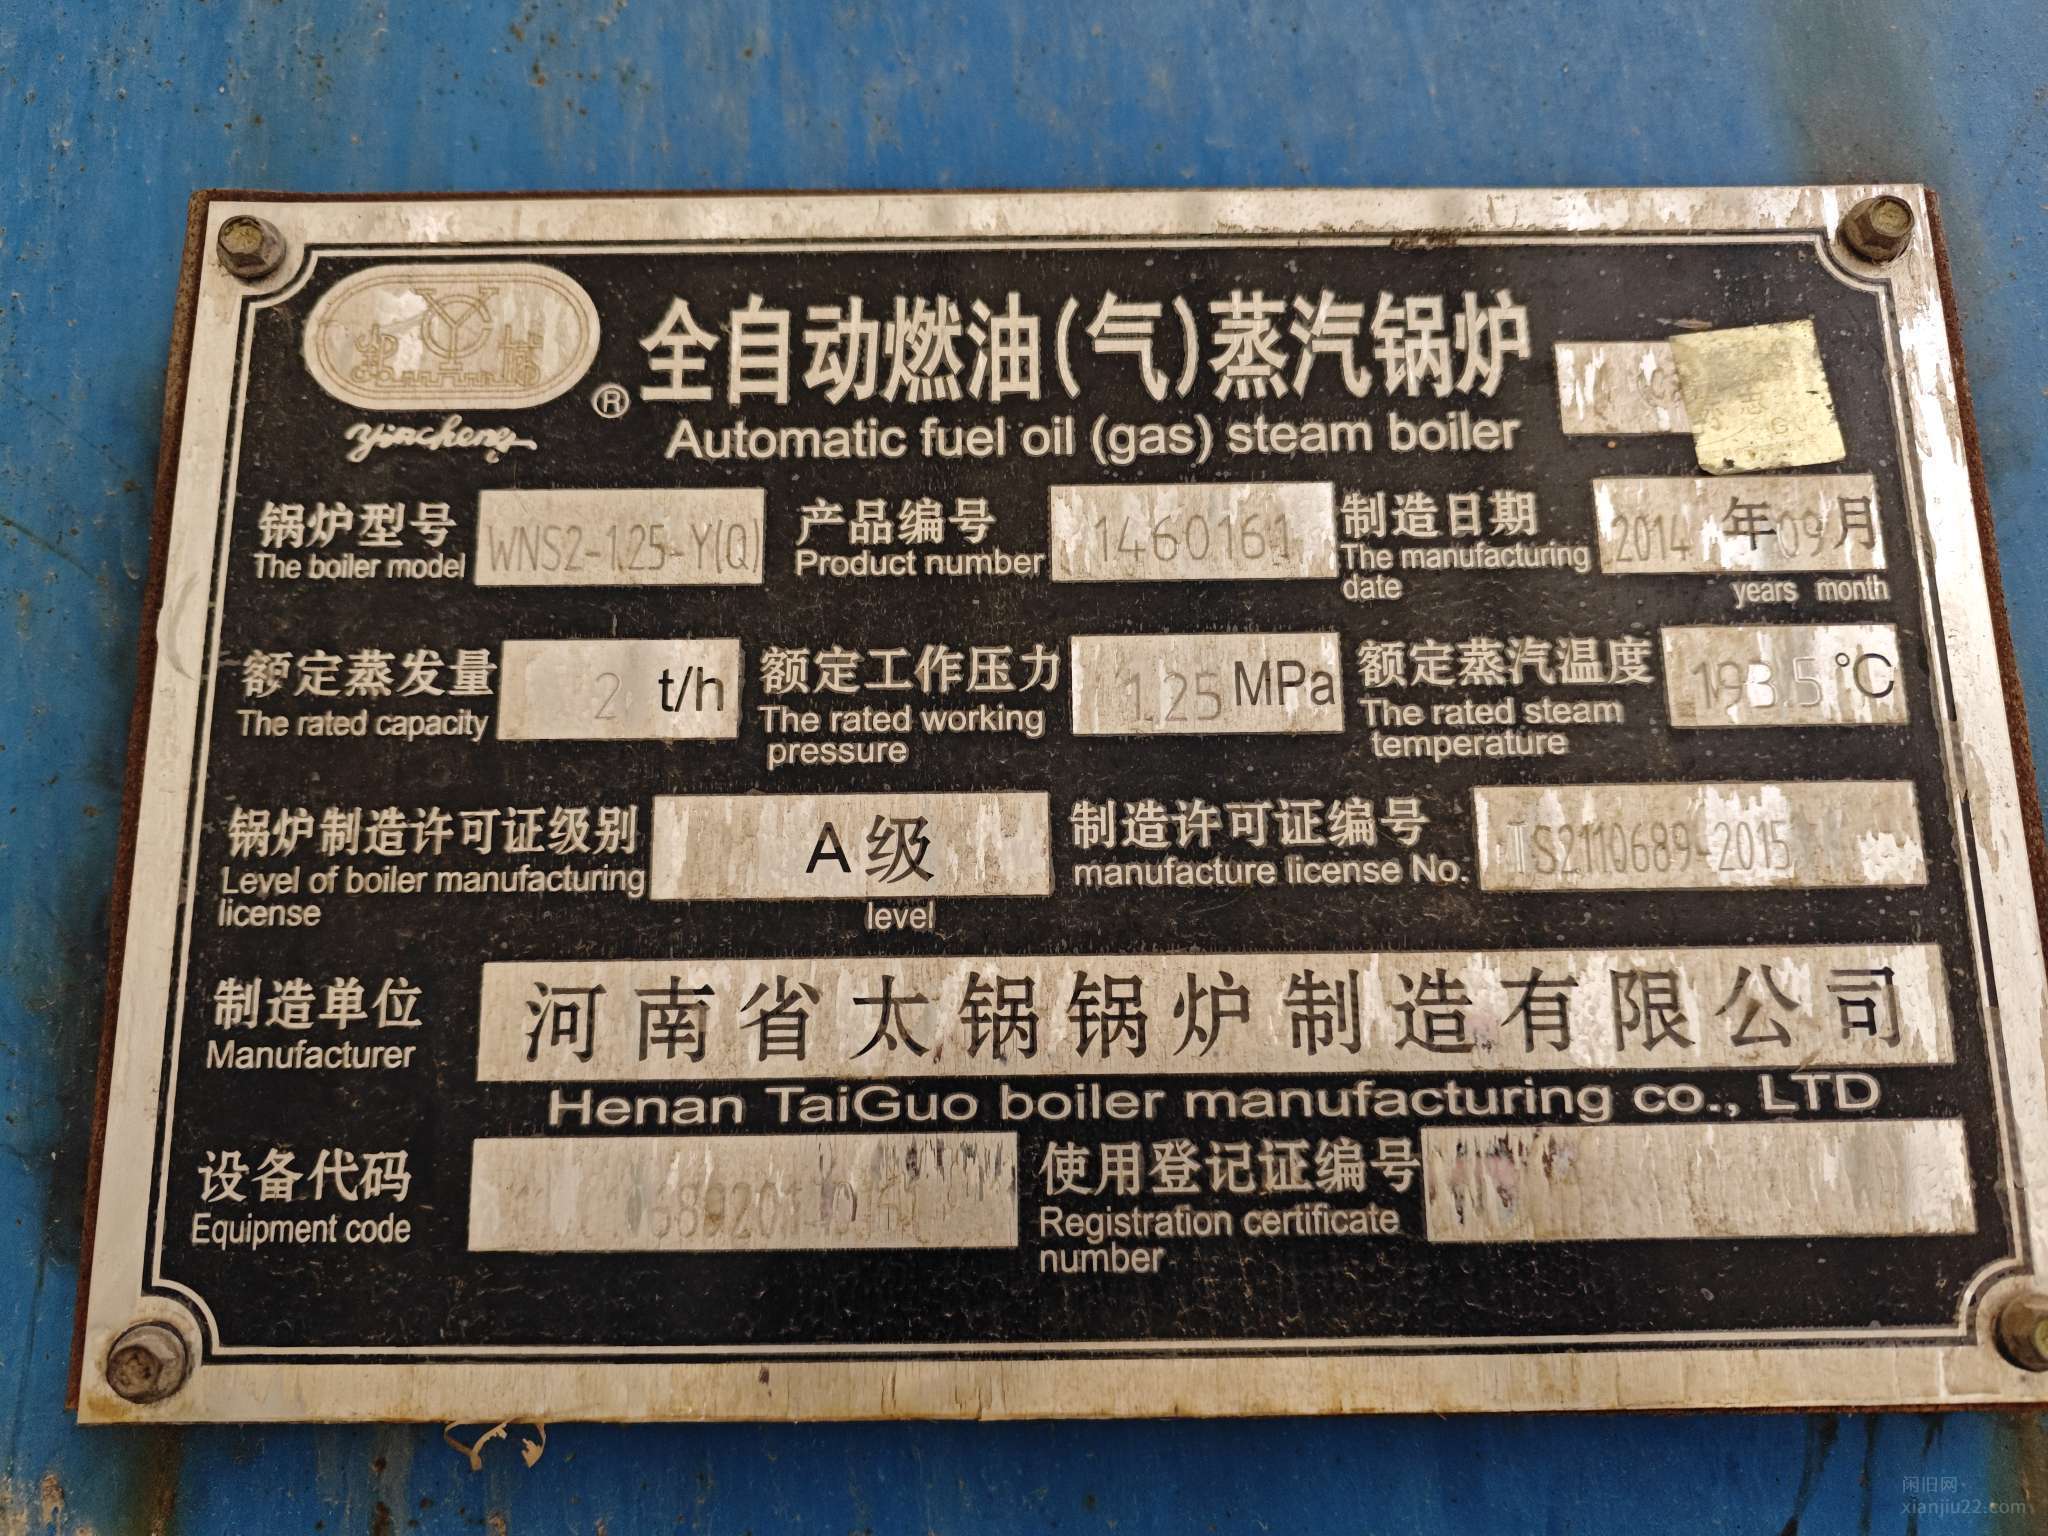 yincheng ®
全自动燃油(气)蒸汽锅炉
Automatic fuel oil (gas) steam boiler
锅炉型号 WNS2-1.25-Y(Q) 产品编号 1460161 制造日期 2014年09月
The boiler model Product number The manufacturing date years month
额定蒸发量 2 t/h 额定工作压力 1.25 MPa 额定蒸汽温度 193.5 °C
The rated capacity The rated working pressure The rated steam temperature
锅炉制造许可证级别 A级 制造许可证编号 TS2110689-2015
Level of boiler manufacturing license level manufacture license No.
制造单位 河南省太锅锅炉制造有限公司
Manufacturer Henan TaiGuo boiler manufacturing co., LTD
设备代码 使用登记证编号
Equipment code Registration certificate number
闲旧网
xianjiu22.com